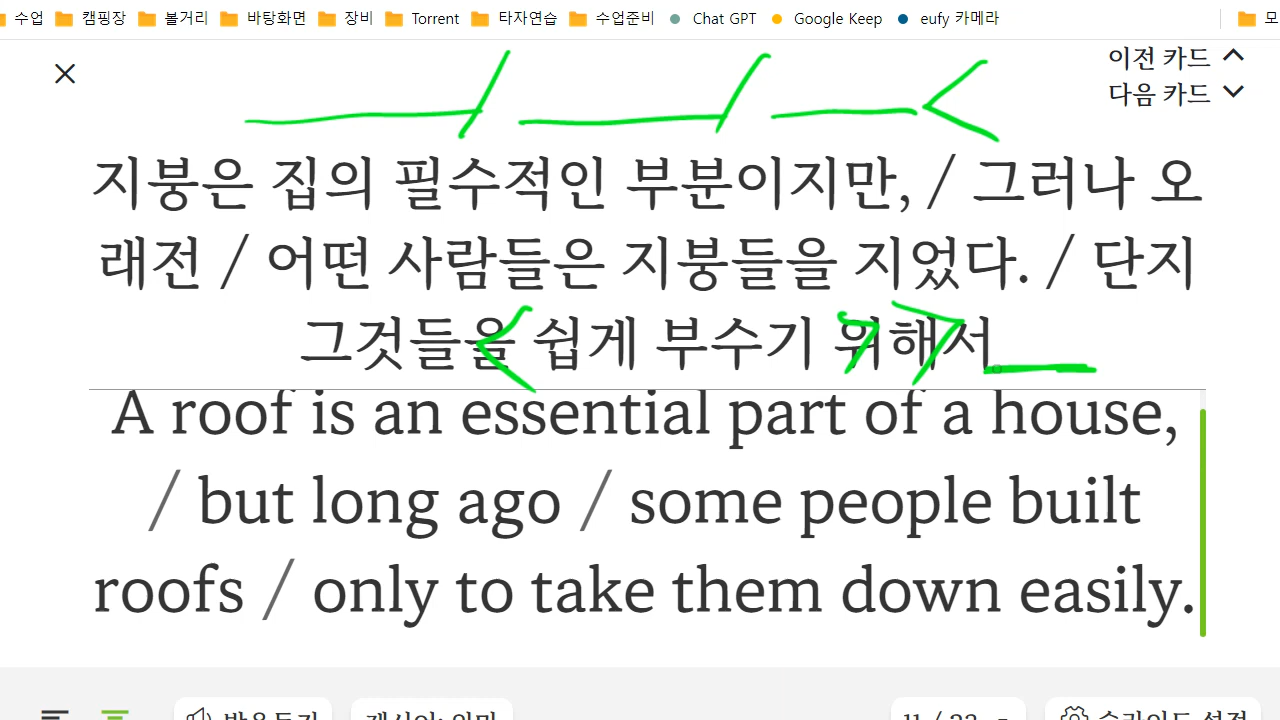 수업 캠핑장 볼거리 바탕화면 장비 Torrent 타자연습 수업준비 Chat GPT Google Keep eufy 카메라 모
이전 카드
다음 카드
지붕은 집의 필수적인 부분이지만, / 그러나 오
래전 / 어떤 사람들은 지붕들을 지었다. / 단지
그것들을 쉽게 부수기 위해서
A roof is an essential part of a house,
/ but long ago / some people built
roofs / only to take them down easily.